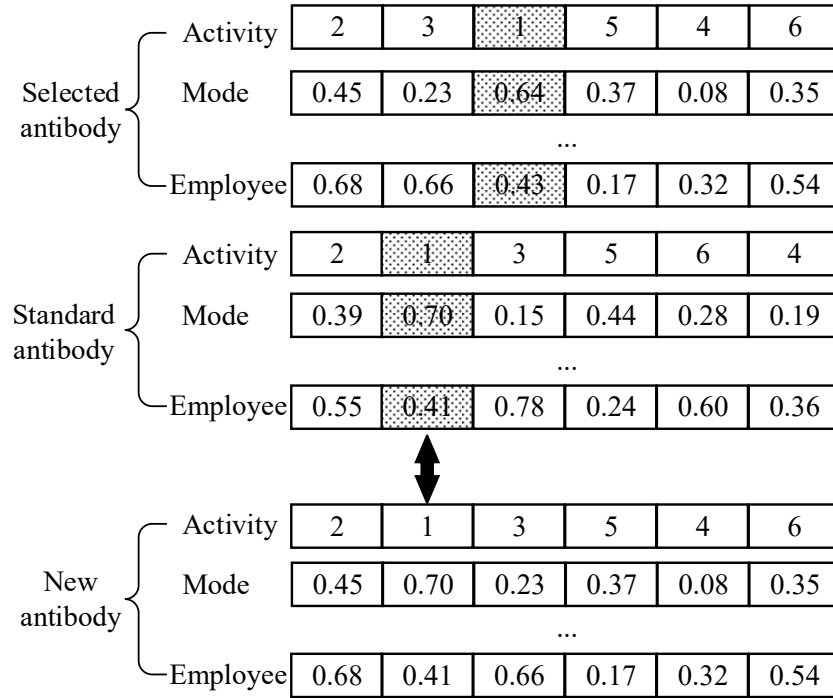 Activity 2 3 1 5 4 6
Selected antibody
Mode 0.45 0.23 0.64 0.37 0.08 0.35
...
Employee 0.68 0.66 0.43 0.17 0.32 0.54
Activity 2 1 3 5 6 4
Standard antibody
Mode 0.39 0.70 0.15 0.44 0.28 0.19
...
Employee 0.55 0.41 0.78 0.24 0.60 0.36
Activity 2 1 3 5 4 6
New antibody
Mode 0.45 0.70 0.23 0.37 0.08 0.35
...
Employee 0.68 0.41 0.66 0.17 0.32 0.54